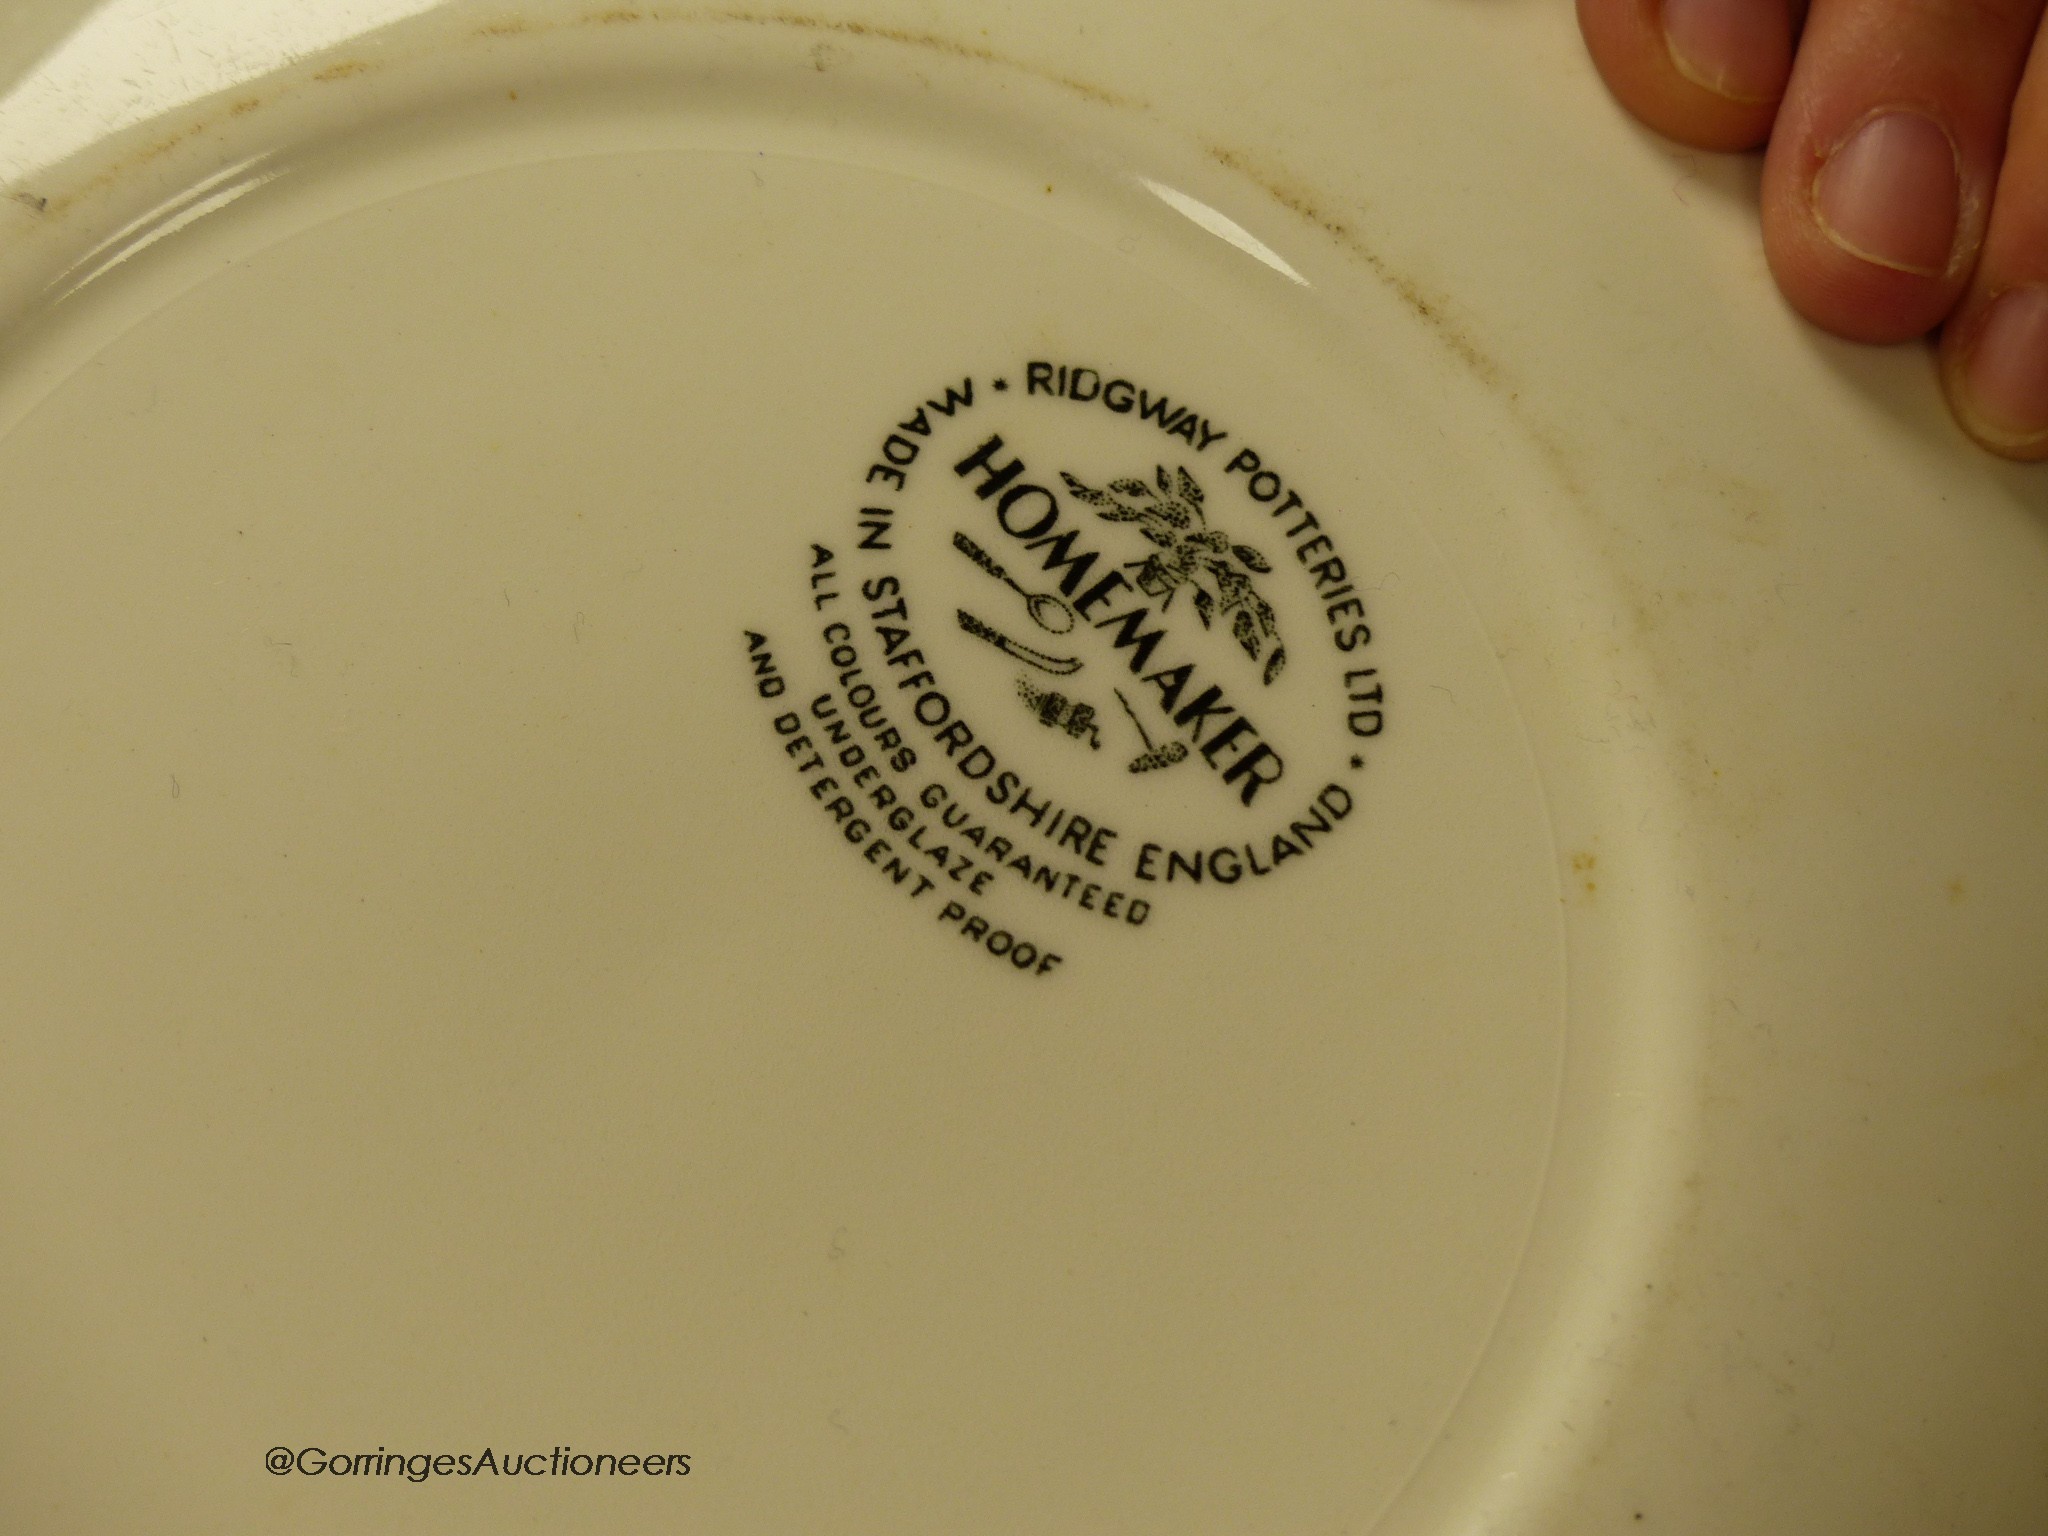 * RIDGWAY POTTERIES LTD *
HOMEMAKER
MADE IN STAFFORDSHIRE ENGLAND
ALL COLOURS GUARANTEED
UNDERGLAZE
AND DETERGENT PROOF
@GorringesAuctioneers